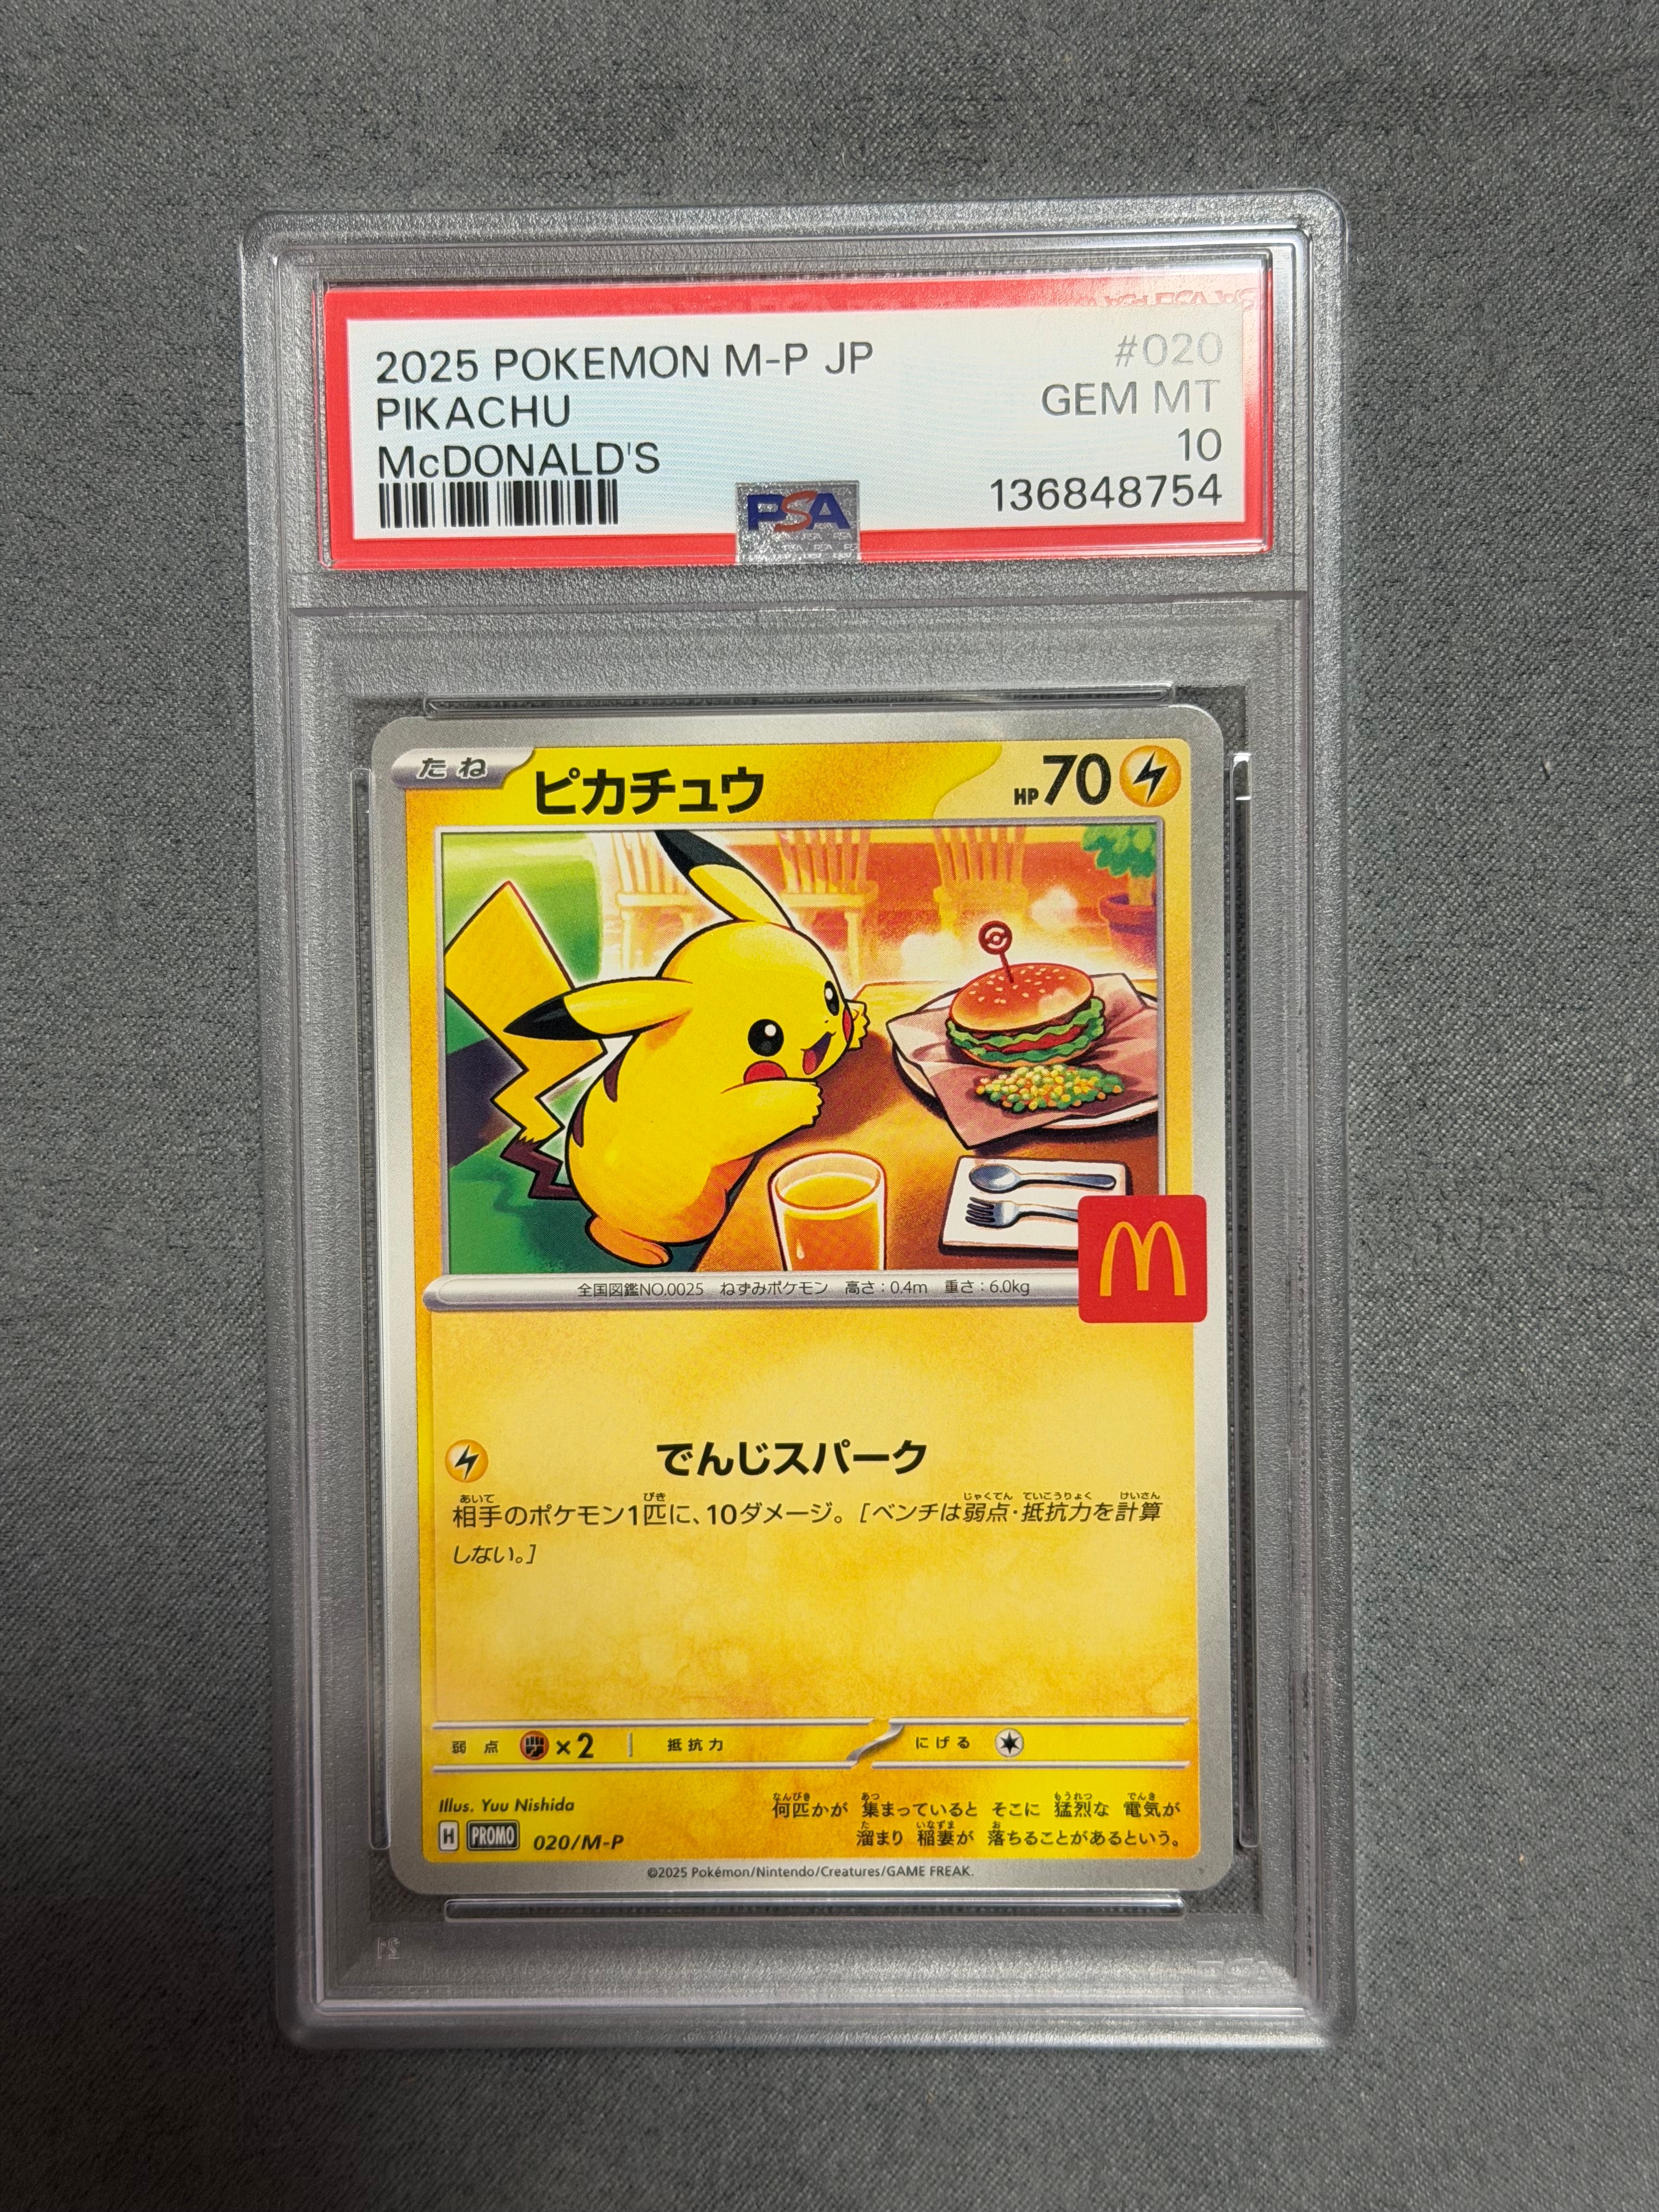 2025 POKEMON M-P JP
#020
PIKACHU
GEM MT
McDONALD'S
10
136848754
PSA
たね
ピカチュウ
HP70
全国図鑑NO.0025 ねずみポケモン 高さ：0.4m 重さ：6.0kg
M
でんじスパーク
相手のポケモン1匹に、10ダメージ。［ベンチは弱点・抵抗力を計算
しない。］
弱点 ×2 抵抗力 にげる
Illus. Yuu Nishida
H PROMO 020/M-P
何匹かが 集まっていると そこに 猛烈な 電気が
溜まり 稲妻が 落ちることがあるという。
©2025 Pokémon/Nintendo/Creatures/GAME FREAK.